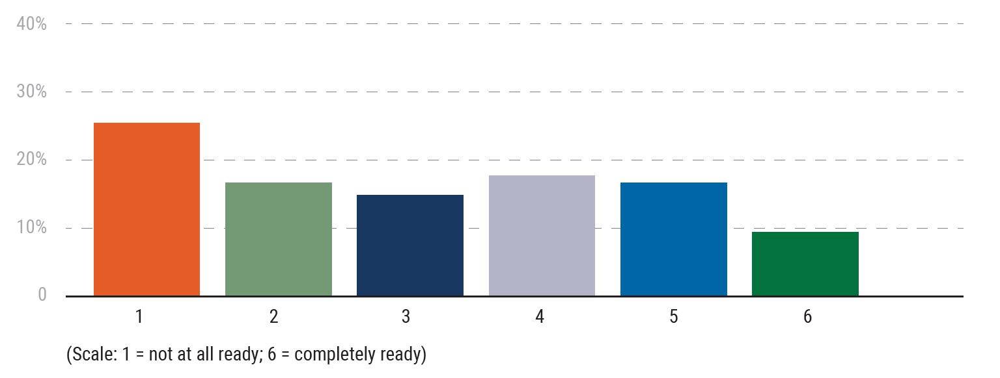 40%
30%
20%
10%
0
1 2 3 4 5 6
(Scale: 1 = not at all ready; 6 = completely ready)